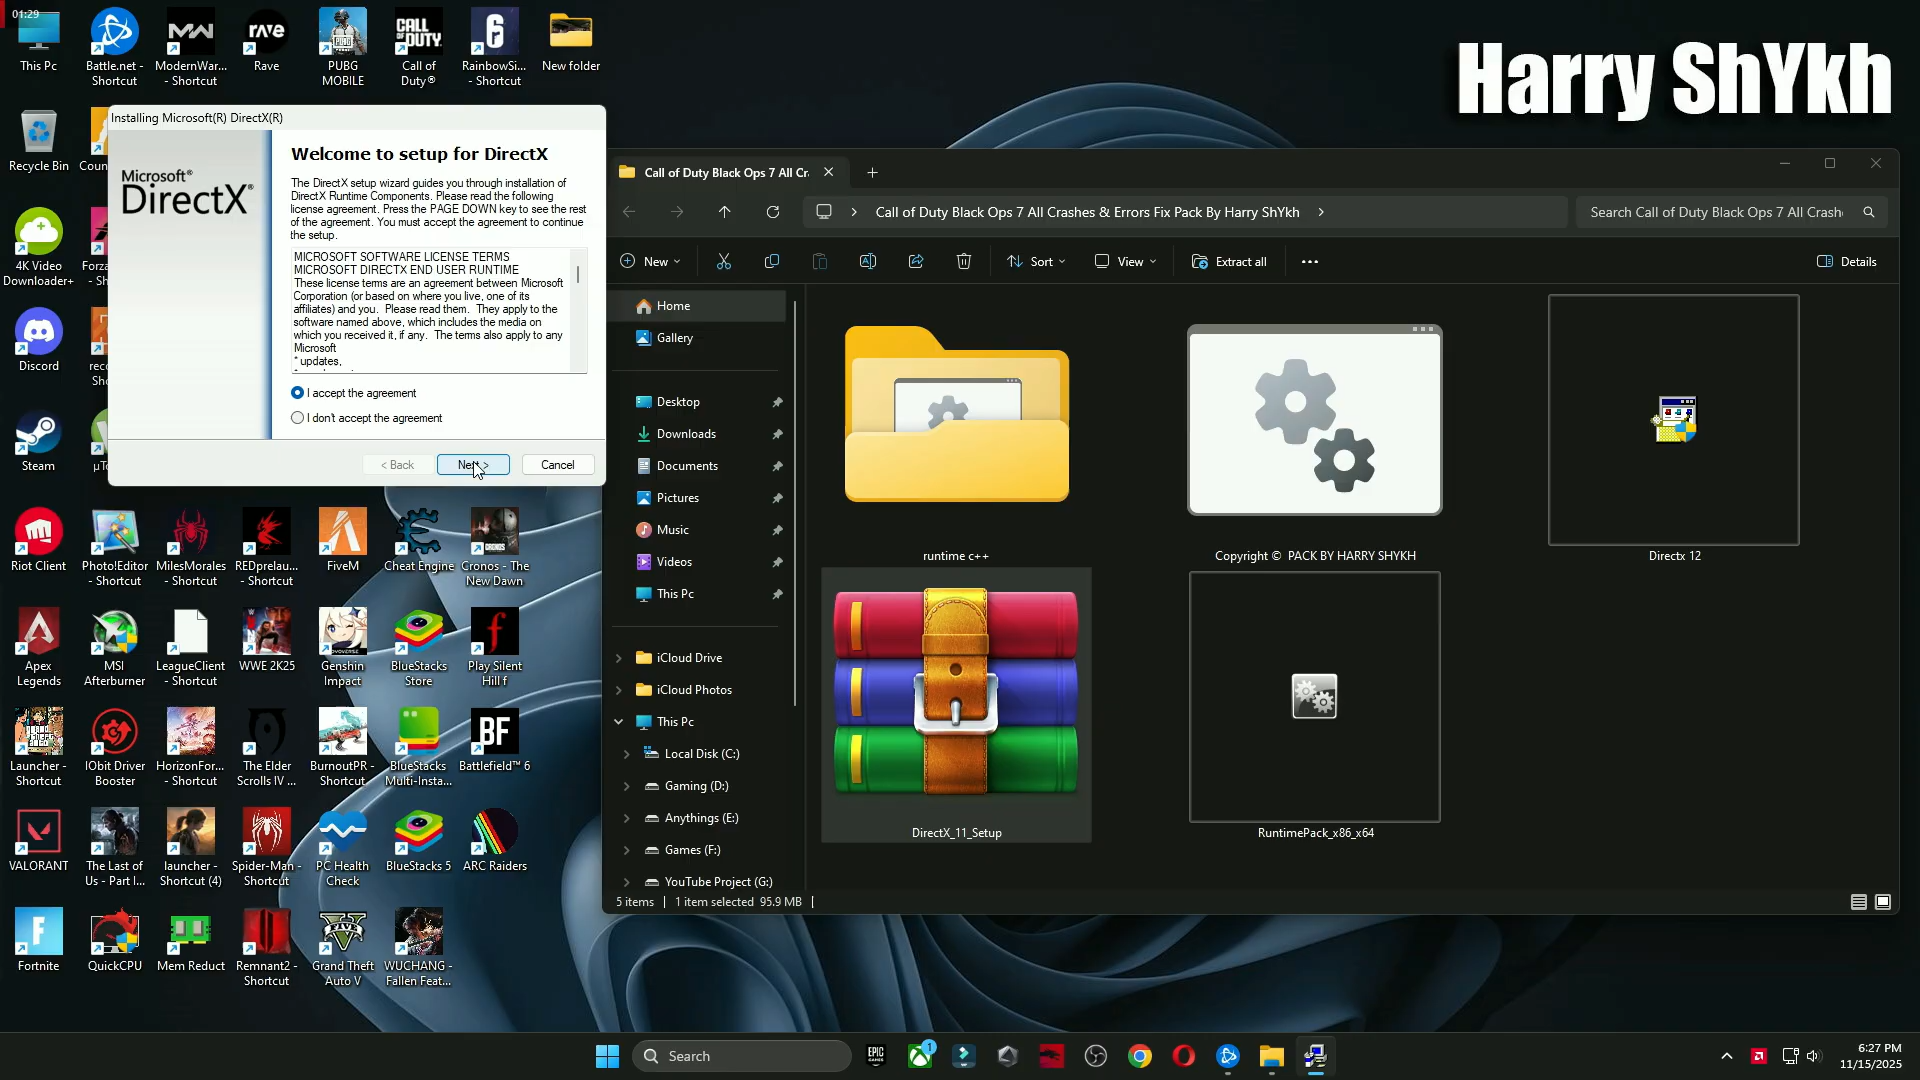 01:29
This Pc
Battle.net -
Shortcut
ModernWar...
- Shortcut
Rave
PUBG
MOBILE
Call of
Duty®
RainbowSi...
- Shortcut
New folder
Harry ShYkh
Recycle Bin
Coun
4K Video
Downloader+
Forza
- Sh
Discord
rec
Sho
Steam
µTo
Installing Microsoft(R) DirectX(R)
Microsoft®
DirectX®
Welcome to setup for DirectX
The DirectX setup wizard guides you through installation of
DirectX Runtime Components. Please read the following
license agreement. Press the PAGE DOWN key to see the rest
of the agreement. You must accept the agreement to continue
the setup.
MICROSOFT SOFTWARE LICENSE TERMS
MICROSOFT DIRECTX END USER RUNTIME
These license terms are an agreement between Microsoft
Corporation (or based on where you live, one of its
affiliates) and you.  Please read them.  They apply to the
software named above, which includes the media on
which you received it, if any.  The terms also apply to any
Microsoft
* updates,
I accept the agreement
I don't accept the agreement
< Back
Next >
Cancel
Riot Client
Photo!Editor
- Shortcut
MilesMorales
- Shortcut
REDprelau...
- Shortcut
FiveM
Cheat Engine
CRONOS
Cronos - The
New Dawn
Apex
Legends
MSI
Afterburner
LeagueClient
- Shortcut
WWE 2K25
Genshin
Impact
BlueStacks
Store
Play Silent
Hill f
Launcher -
Shortcut
IObit Driver
Booster
HorizonFor...
- Shortcut
The Elder
Scrolls IV ...
BurnoutPR -
Shortcut
BlueStacks
Multi-Insta...
BF
Battlefield™ 6
VALORANT
The Last of
Us - Part I...
launcher -
Shortcut (4)
Spider-Man -
Shortcut
PC Health
Check
BlueStacks 5
ARC Raiders
Fortnite
QuickCPU
Mem Reduct
Remnant2 -
Shortcut
Grand Theft
Auto V
WUCHANG -
Fallen Feat...
Call of Duty Black Ops 7 All Cr
Call of Duty Black Ops 7 All Crashes & Errors Fix Pack By Harry ShYkh
Search Call of Duty Black Ops 7 All Crash
New
Sort
View
Extract all
Details
Home
Gallery
Desktop
Downloads
Documents
Pictures
Music
Videos
This Pc
iCloud Drive
iCloud Photos
This Pc
Local Disk (C:)
Gaming (D:)
Anythings (E:)
Games (F:)
YouTube Project (G:)
runtime c++
Copyright ©  PACK BY HARRY SHYKH
Directx 12
DirectX_11_Setup
RuntimePack_x86_x64
5 items
1 item selected  95.9 MB
Search
EPIC
GAMES
1
6:27 PM
11/15/2025